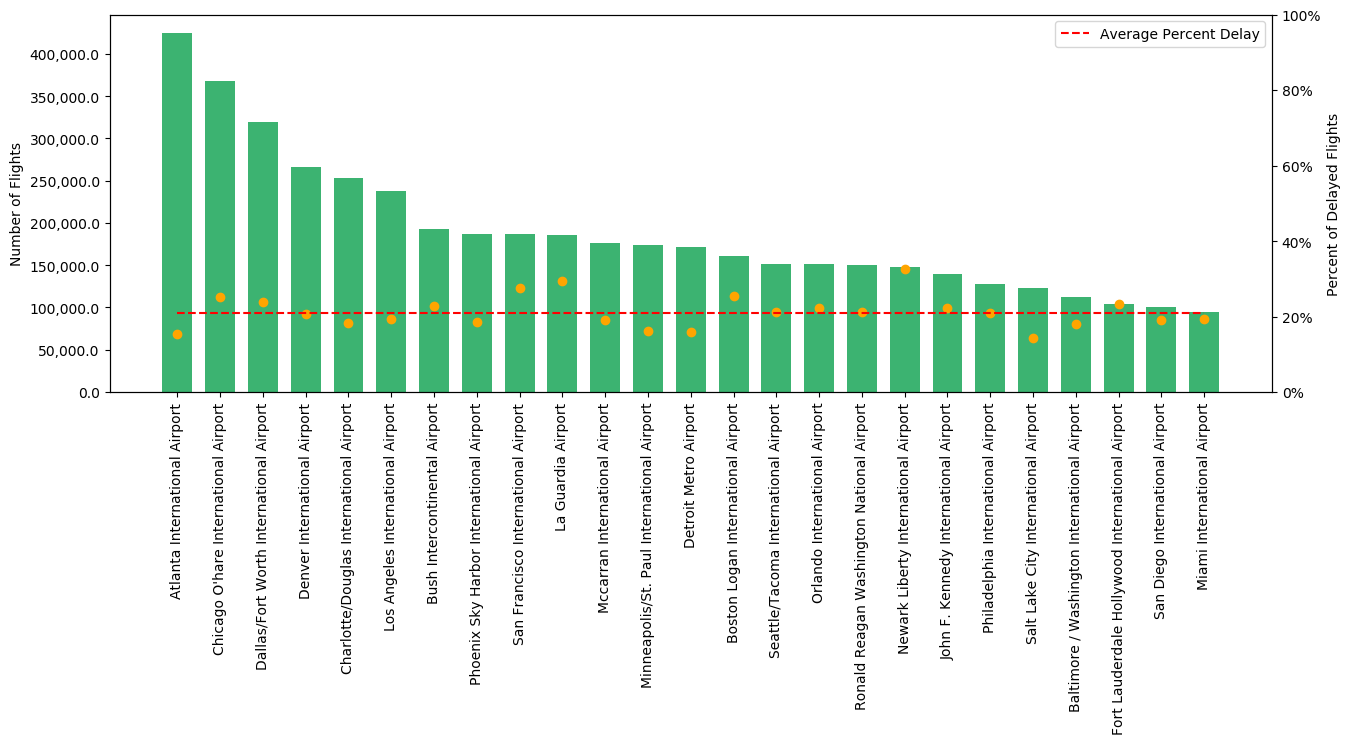 Average Percent Delay
Number of Flights
400,000.0
350,000.0
300,000.0
250,000.0
200,000.0
150,000.0
100,000.0
50,000.0
0.0
100%
80%
60%
40%
20%
0%
Percent of Delayed Flights
Atlanta International Airport
Chicago O'hare International Airport
Dallas/Fort Worth International Airport
Denver International Airport
Charlotte/Douglas International Airport
Los Angeles International Airport
Bush Intercontinental Airport
Phoenix Sky Harbor International Airport
San Francisco International Airport
La Guardia Airport
Mccarran International Airport
Minneapolis/St. Paul International Airport
Detroit Metro Airport
Boston Logan International Airport
Seattle/Tacoma International Airport
Orlando International Airport
Ronald Reagan Washington National Airport
Newark Liberty International Airport
John F. Kennedy International Airport
Philadelphia International Airport
Salt Lake City International Airport
Baltimore / Washington International Airport
Fort Lauderdale Hollywood International Airport
San Diego International Airport
Miami International Airport